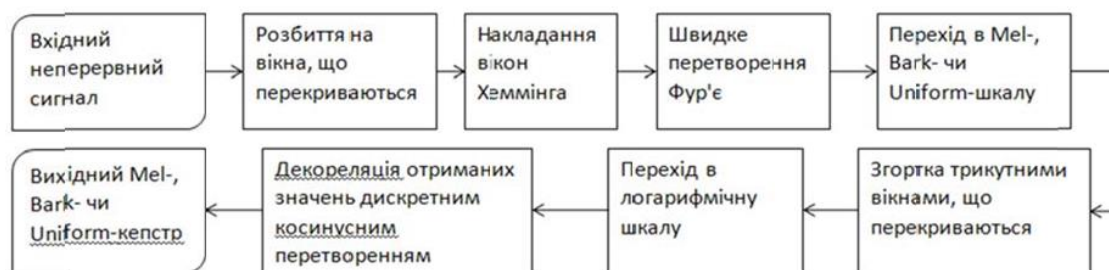 Вхідний
неперервний
сигнал
Розбиття на
вікна, що
перекриваються
Накладання
вікон
Хеммінга
Швидке
перетворення
Фур'є
Перехід в Mel-,
Bark- чи
Uniform-шкалу
Згортка трикутними
вікнами, що
перекриваються
Перехід в
логарифмічну
шкалу
Декореляція отриманих
значень дискретним
косинусним
перетворенням
Вихідний Mel-,
Bark- чи
Uniform-кепстр